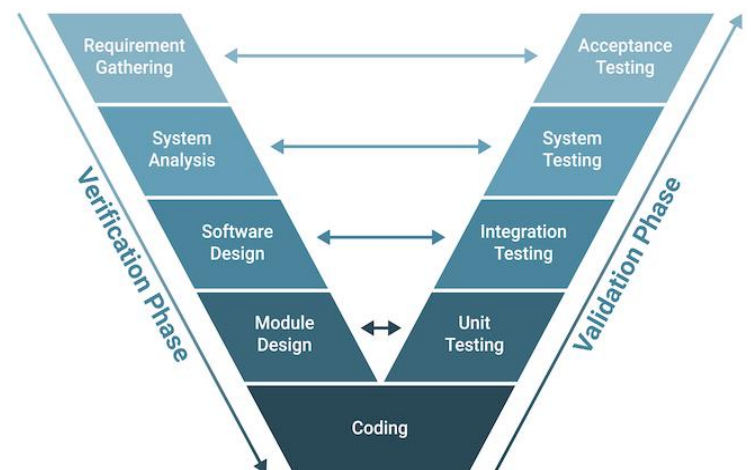 Requirement
Gathering
Acceptance
Testing
System
Analysis
System
Testing
Verification Phase
Validation Phase
Software
Design
Integration
Testing
Module
Design
Unit
Testing
Coding